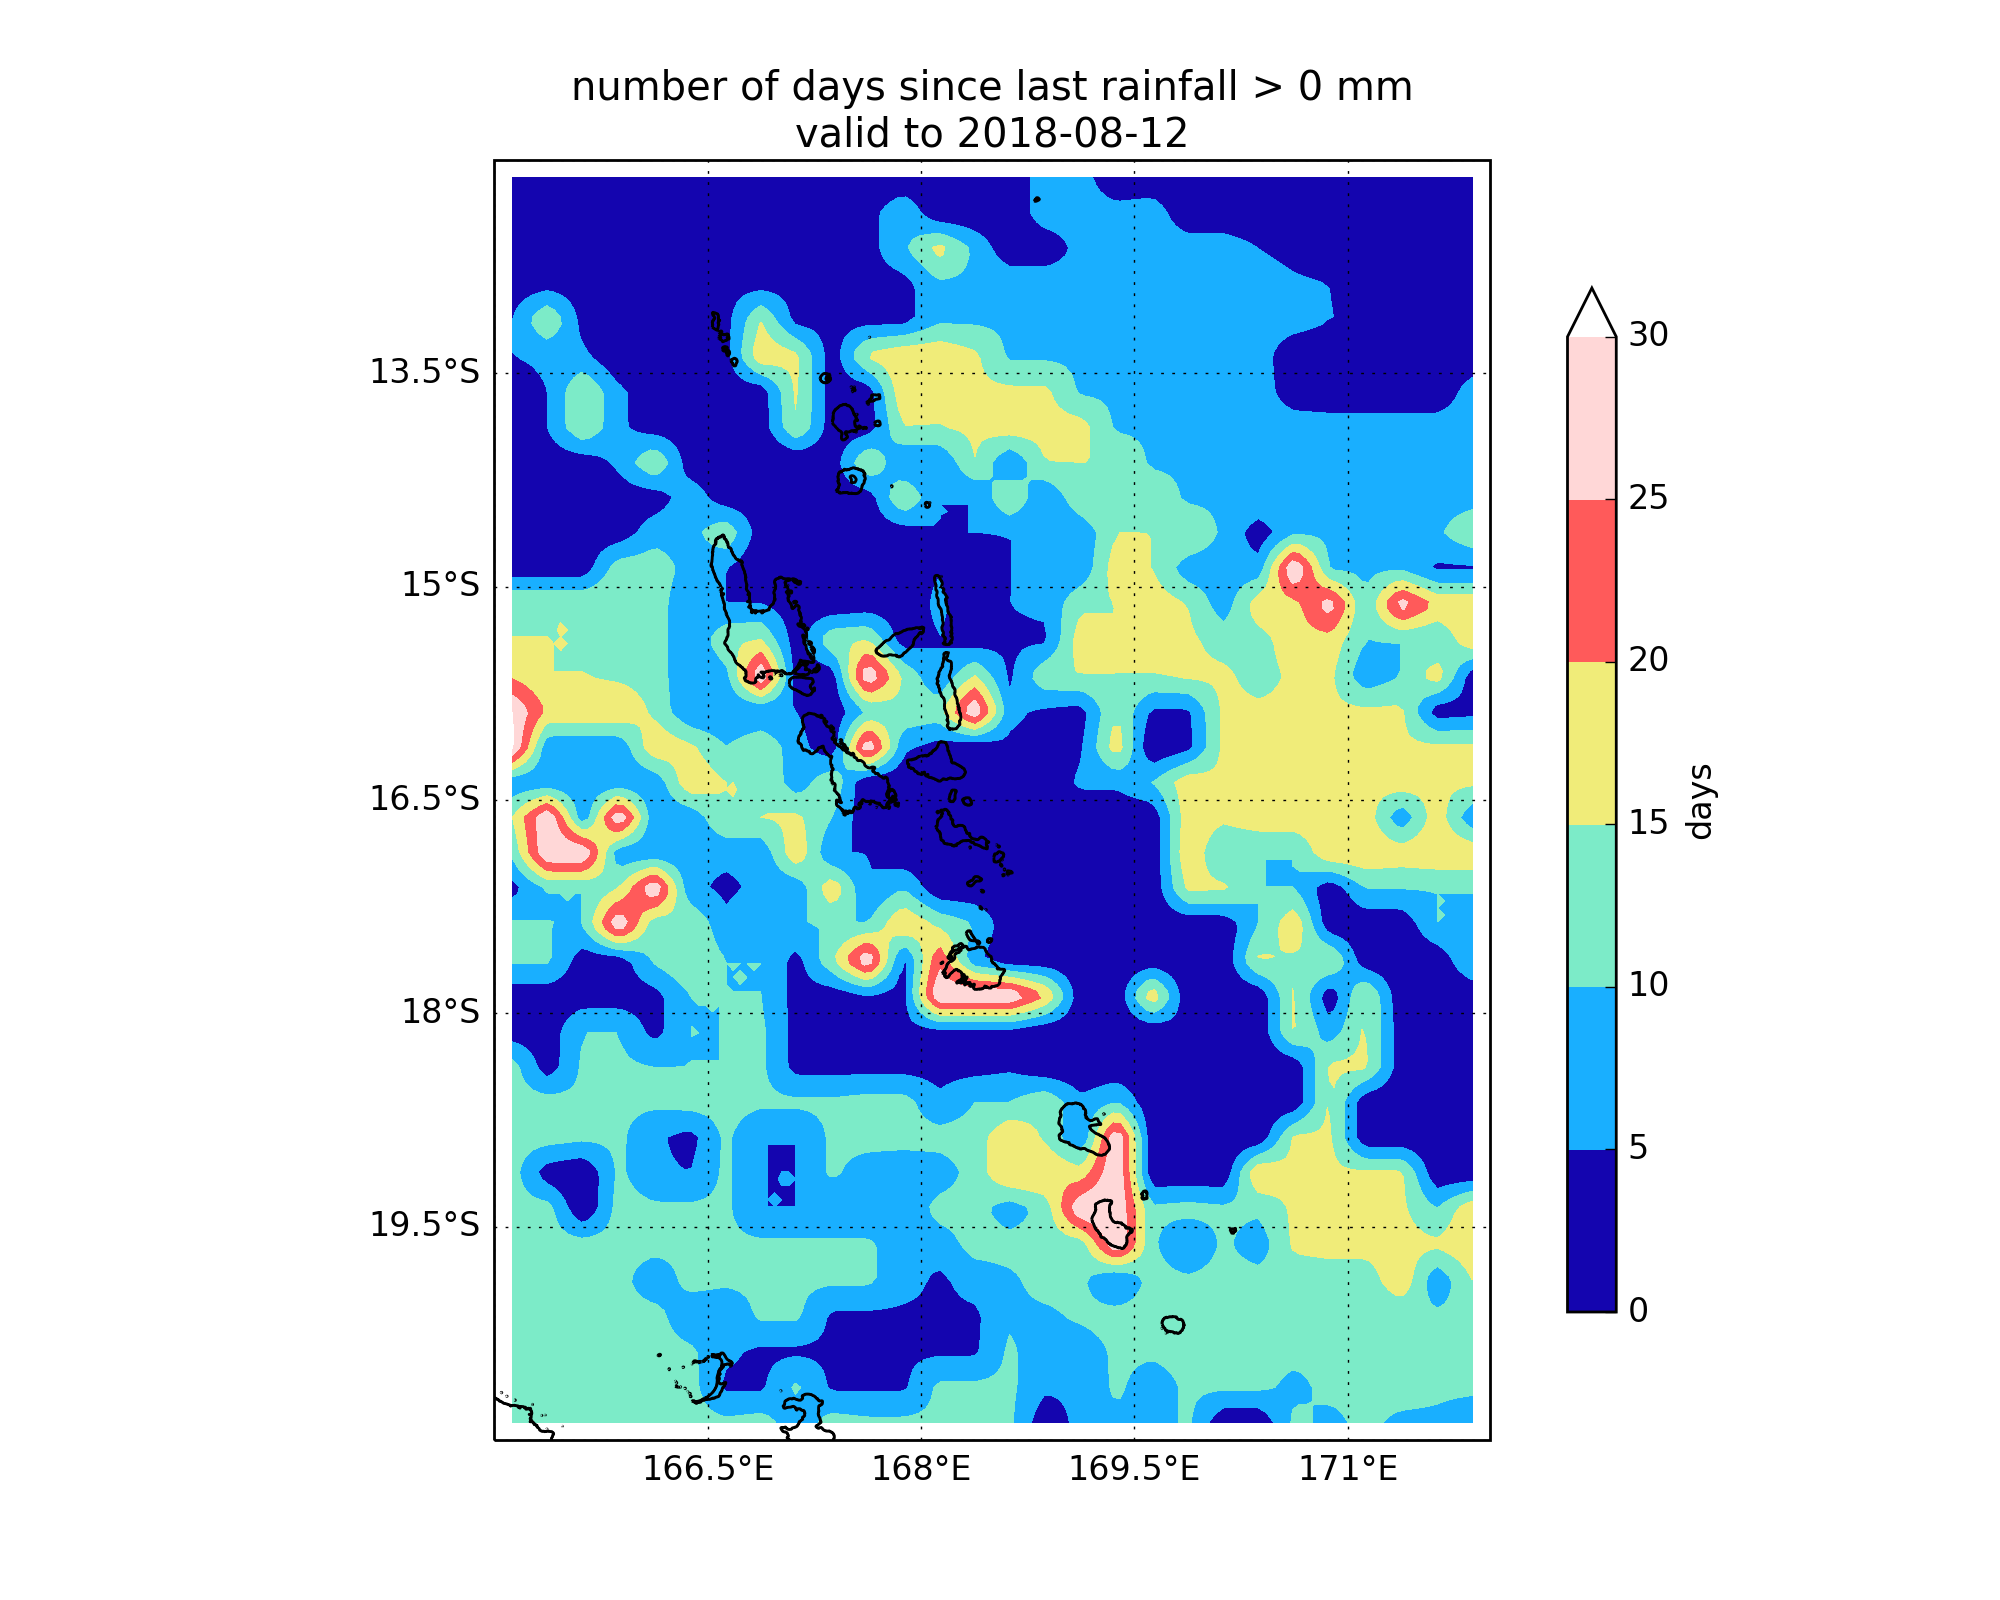 number of days since last rainfall > 0 mm
valid to 2018-08-12
13.5°S
15°S
16.5°S
18°S
19.5°S
166.5°E
168°E
169.5°E
171°E
30
25
20
15
10
5
0
days